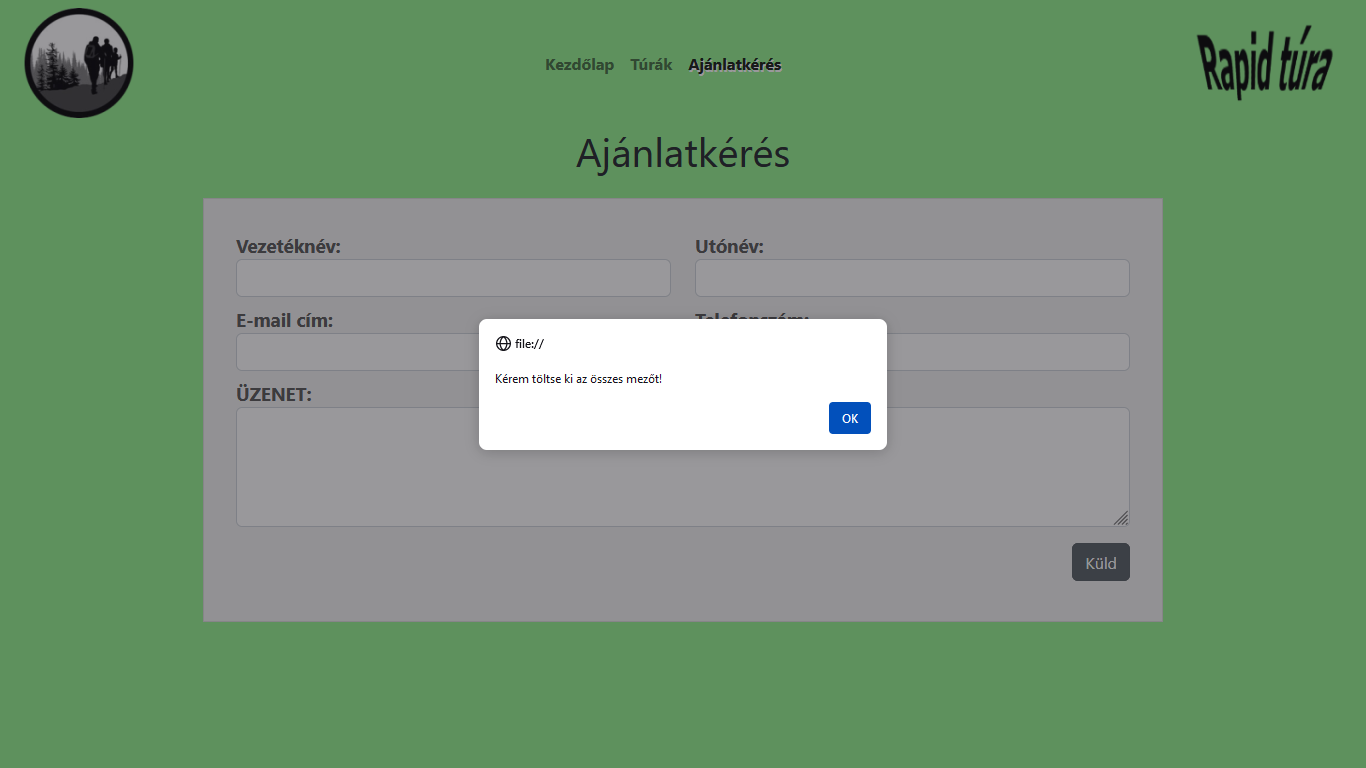 Kezdőlap Túrák Ajánlatkérés
Rapid túra
Ajánlatkérés
Vezetéknév: Utónév:
E-mail cím: Telefonszám:
file://
Kérem töltse ki az összes mezőt!
OK
ÜZENET:
Küld